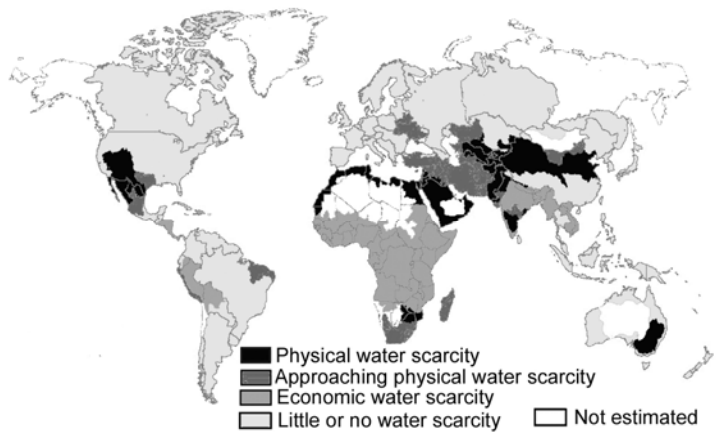 Physical water scarcity
Approaching physical water scarcity
Economic water scarcity
Little or no water scarcity
Not estimated